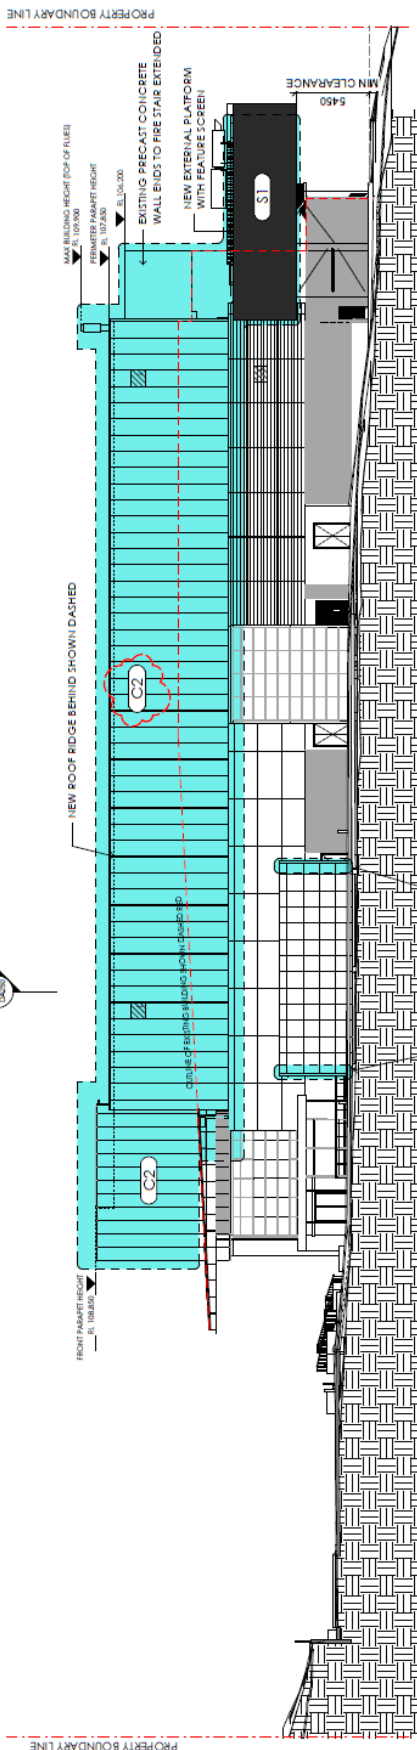 PROPERTY BOUNDARY LINE
MAX BUILDING HEIGHT (TOP OF FLUES)
RL 109.900
PERIMETER PARAPET HEIGHT
RL 107.850
RL 106.200
EXISTING PRECAST CONCRETE
WALL ENDS TO FIRE STAIR EXTENDED
NEW EXTERNAL PLATFORM
WITH FEATURE SCREEN
S1
5450
MIN CLEARANCE
NEW ROOF RIDGE BEHIND SHOWN DASHED
C2
OUTLINE OF EXISTING BUILDING SHOWN DASHED RED
C2
FRONT PARAPET HEIGHT
RL 108.850
PROPERTY BOUNDARY LINE